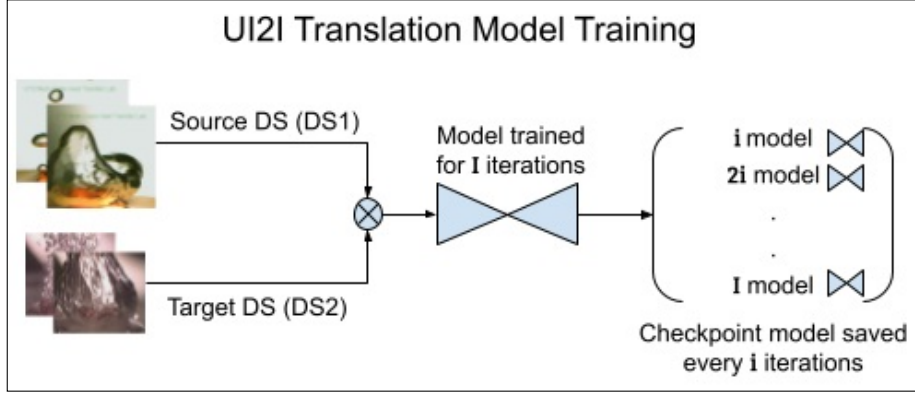 UI2I Translation Model Training
Source DS (DS1)
Target DS (DS2)
Model trained
for I iterations
i model
2i model
.
.
I model
Checkpoint model saved
every i iterations